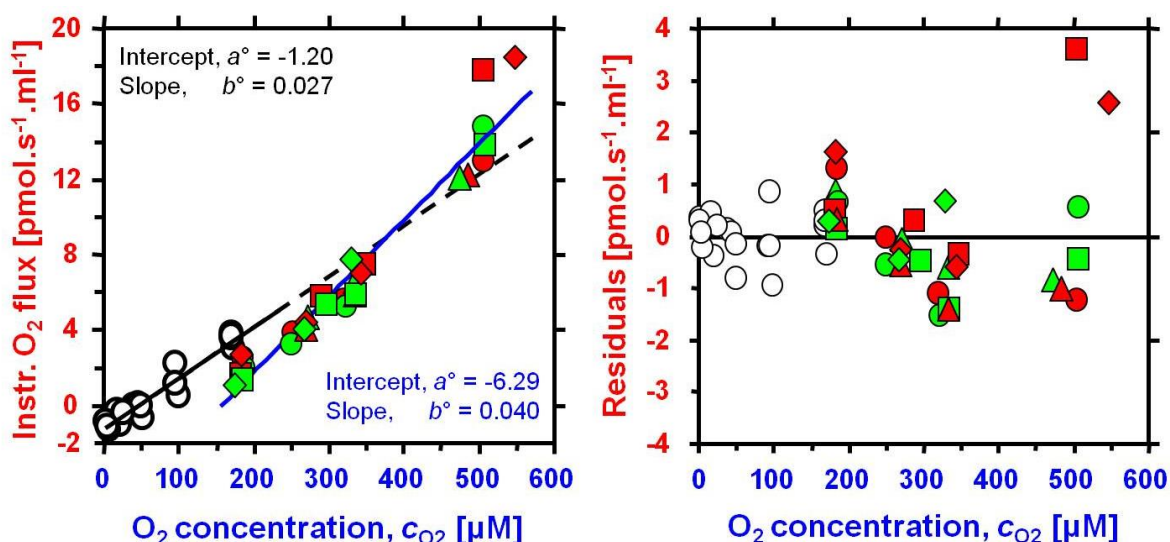 20
16
12
8
4
0
-2
Instr. O₂ flux [pmol.s⁻¹.ml⁻¹]
Intercept, a° = -1.20
Slope, b° = 0.027
Intercept, a° = -6.29
Slope, b° = 0.040
0 100 200 300 400 500 600
O₂ concentration, cO2 [µM]
4
3
2
1
0
-1
-2
-3
-4
Residuals [pmol.s⁻¹.ml⁻¹]
0 100 200 300 400 500 600
O₂ concentration, cO2 [µM]